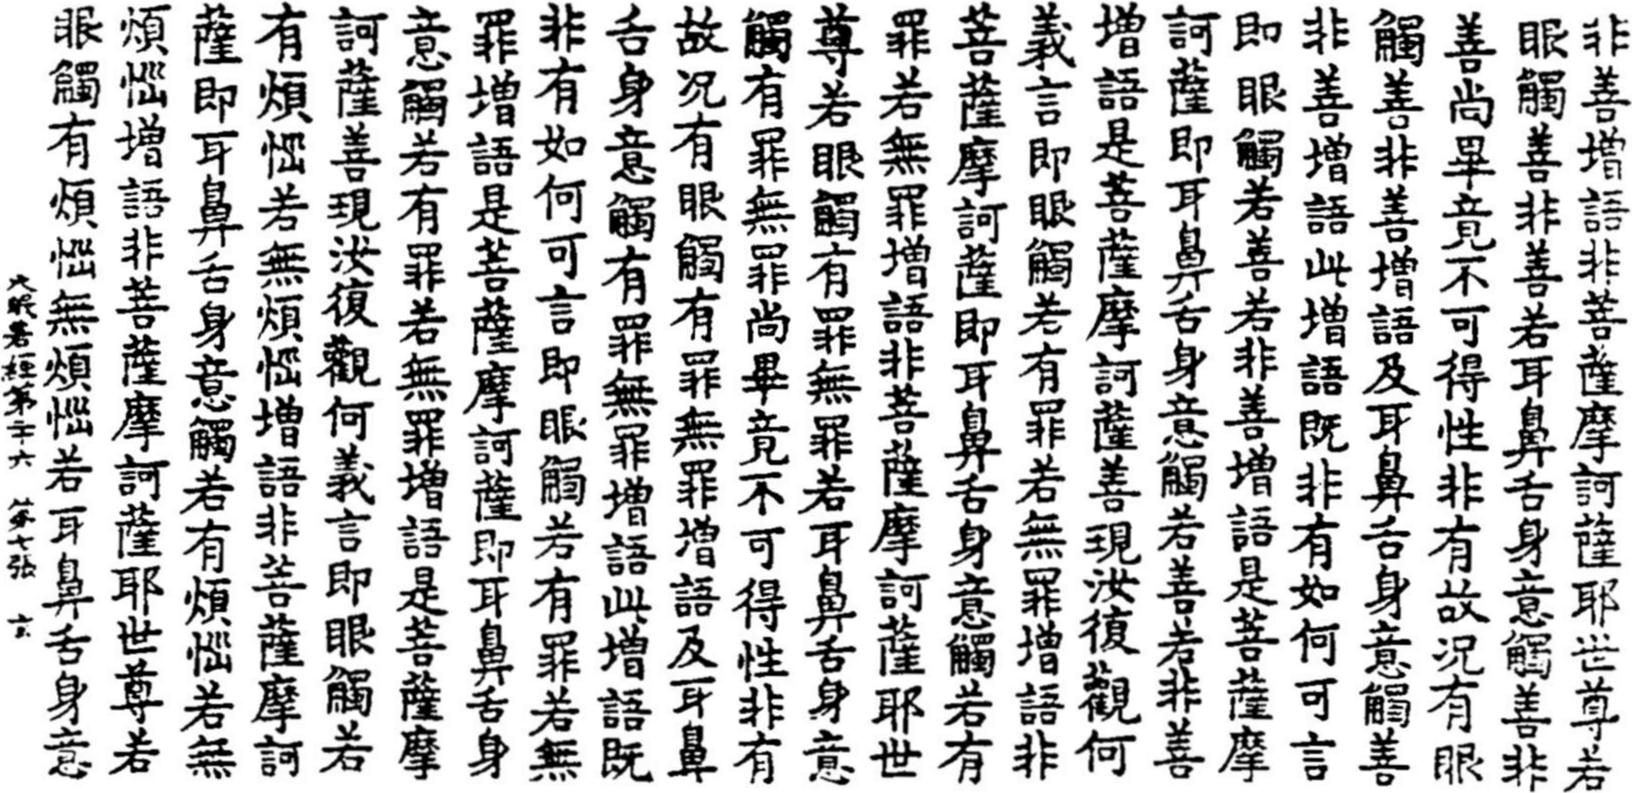 非善增語非菩薩摩訶薩耶世尊若
眼觸善非善若耳鼻舌身意觸善非
善尚畢竟不可得性非有故况有眼
觸善非善增語及耳鼻舌身意觸善
非善增語此增語既非有如何可言
即眼觸若善若非善增語是菩薩摩
訶薩即耳鼻舌身意觸若善若非善
增語是菩薩摩訶薩善現汝復觀何
義言即眼觸若有罪若無罪增語非
菩薩摩訶薩即耳鼻舌身意觸若有
罪若無罪增語非菩薩摩訶薩耶世
尊若眼觸有罪無罪若耳鼻舌身意
觸有罪無罪尚畢竟不可得性非有
故况有眼觸有罪無罪增語及耳鼻
舌身意觸有罪無罪增語此增語既
非有如何可言即眼觸若有罪若無
罪增語是菩薩摩訶薩即耳鼻舌身
意觸若有罪若無罪增語是菩薩摩
訶薩善現汝復觀何義言即眼觸若
有煩惱若無煩惱增語非菩薩摩訶
薩即耳鼻舌身意觸若有煩惱若無
煩惱增語非菩薩摩訶薩耶世尊若
眼觸有煩惱無煩惱若耳鼻舌身意
大般若經第三十六 第七張 玄